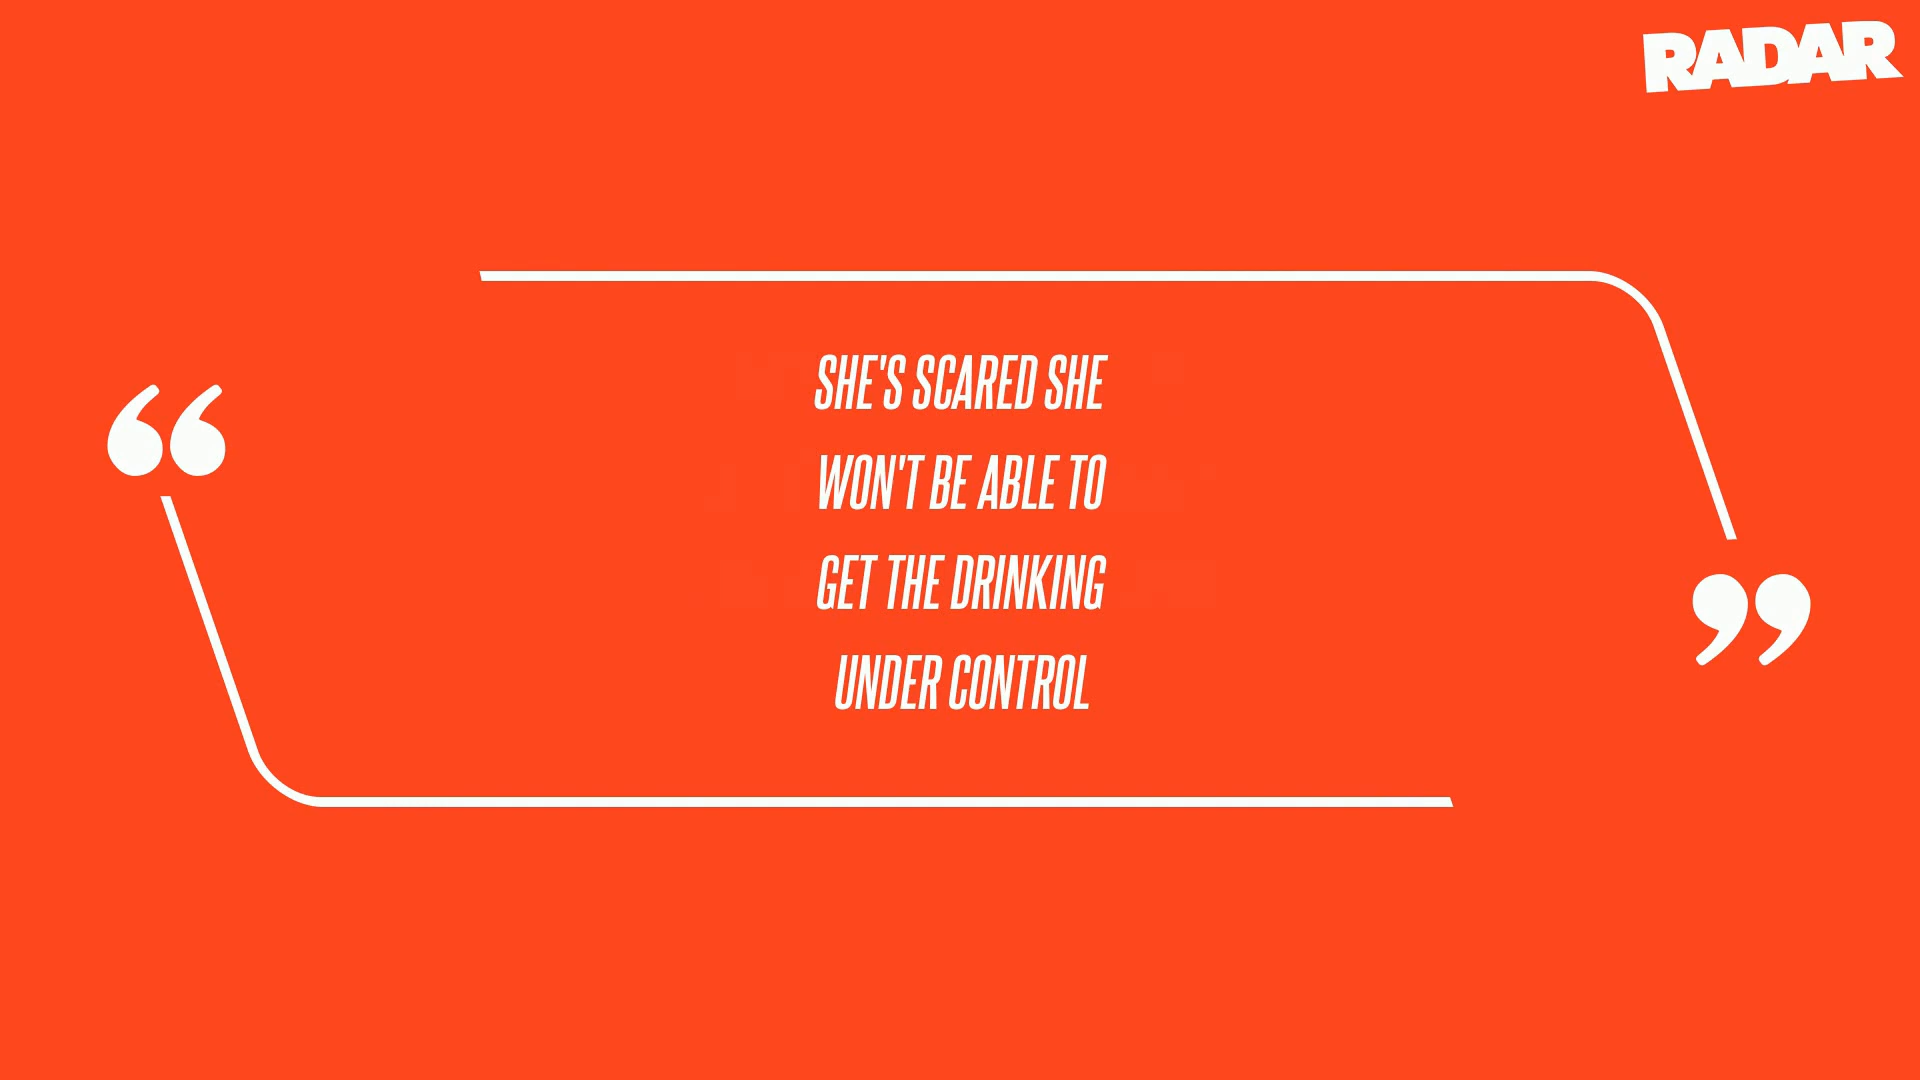 RADAR
“
SHE'S SCARED SHE
WON'T BE ABLE TO
GET THE DRINKING
UNDER CONTROL
”